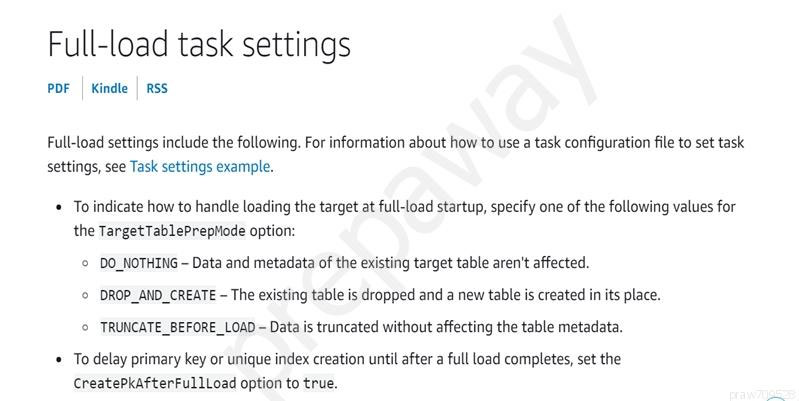 Full-load task settings
PDF | Kindle | RSS
Full-load settings include the following. For information about how to use a task configuration file to set task
settings, see Task settings example.
• To indicate how to handle loading the target at full-load startup, specify one of the following values for
the TargetTablePrepMode option:
◦ DO_NOTHING – Data and metadata of the existing target table aren't affected.
◦ DROP_AND_CREATE – The existing table is dropped and a new table is created in its place.
◦ TRUNCATE_BEFORE_LOAD – Data is truncated without affecting the table metadata.
• To delay primary key or unique index creation until after a full load completes, set the
CreatePkAfterFullLoad option to true.
prepaway